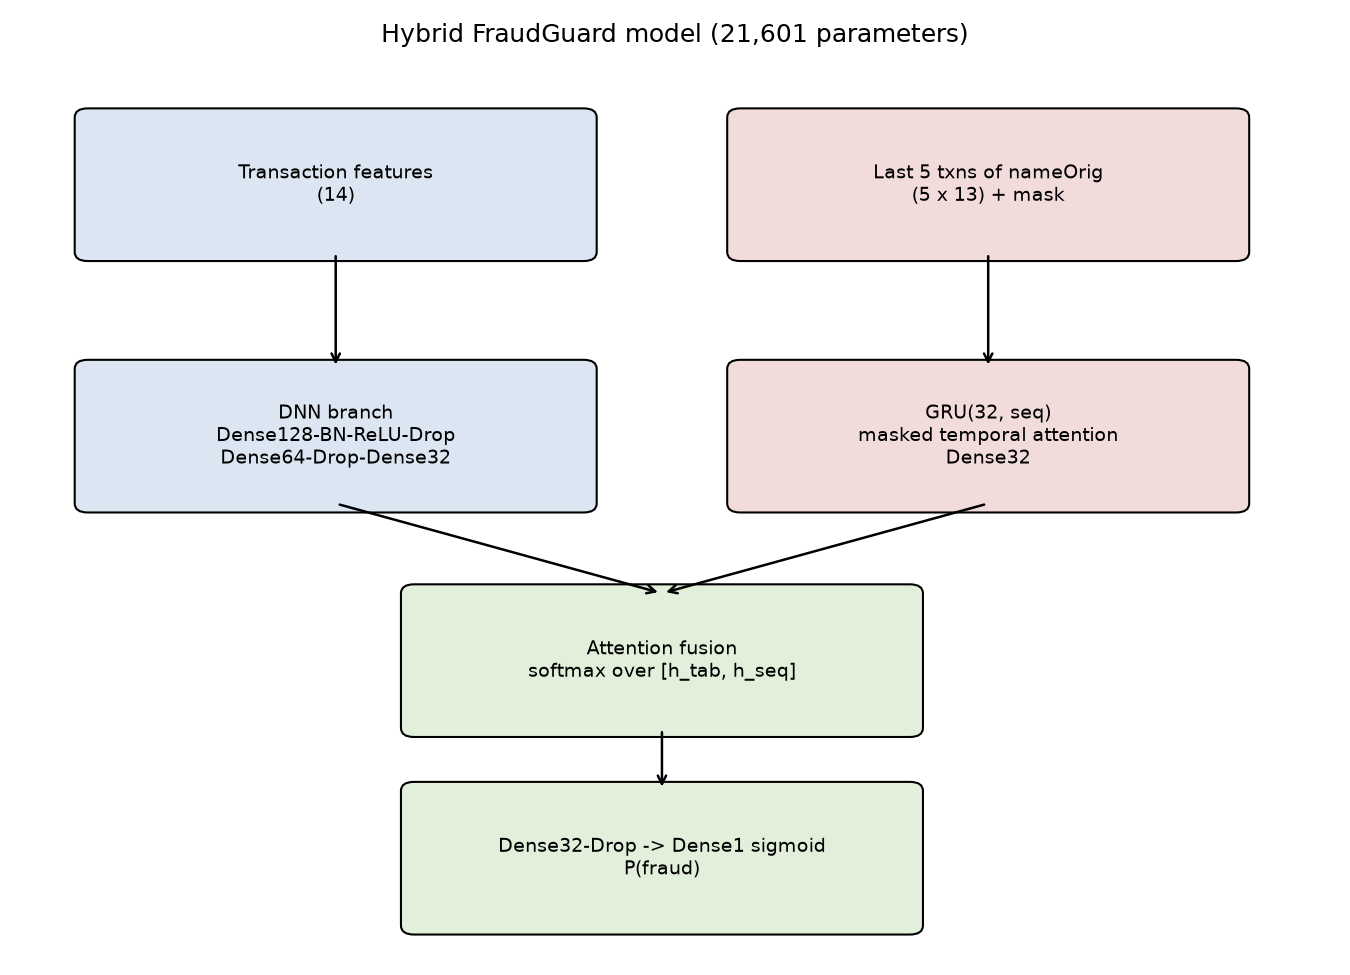 Hybrid FraudGuard model (21,601 parameters)
Transaction features
(14)
Last 5 txns of nameOrig
(5 x 13) + mask
DNN branch
Dense128-BN-ReLU-Drop
Dense64-Drop-Dense32
GRU(32, seq)
masked temporal attention
Dense32
Attention fusion
softmax over [h_tab, h_seq]
Dense32-Drop -> Dense1 sigmoid
P(fraud)